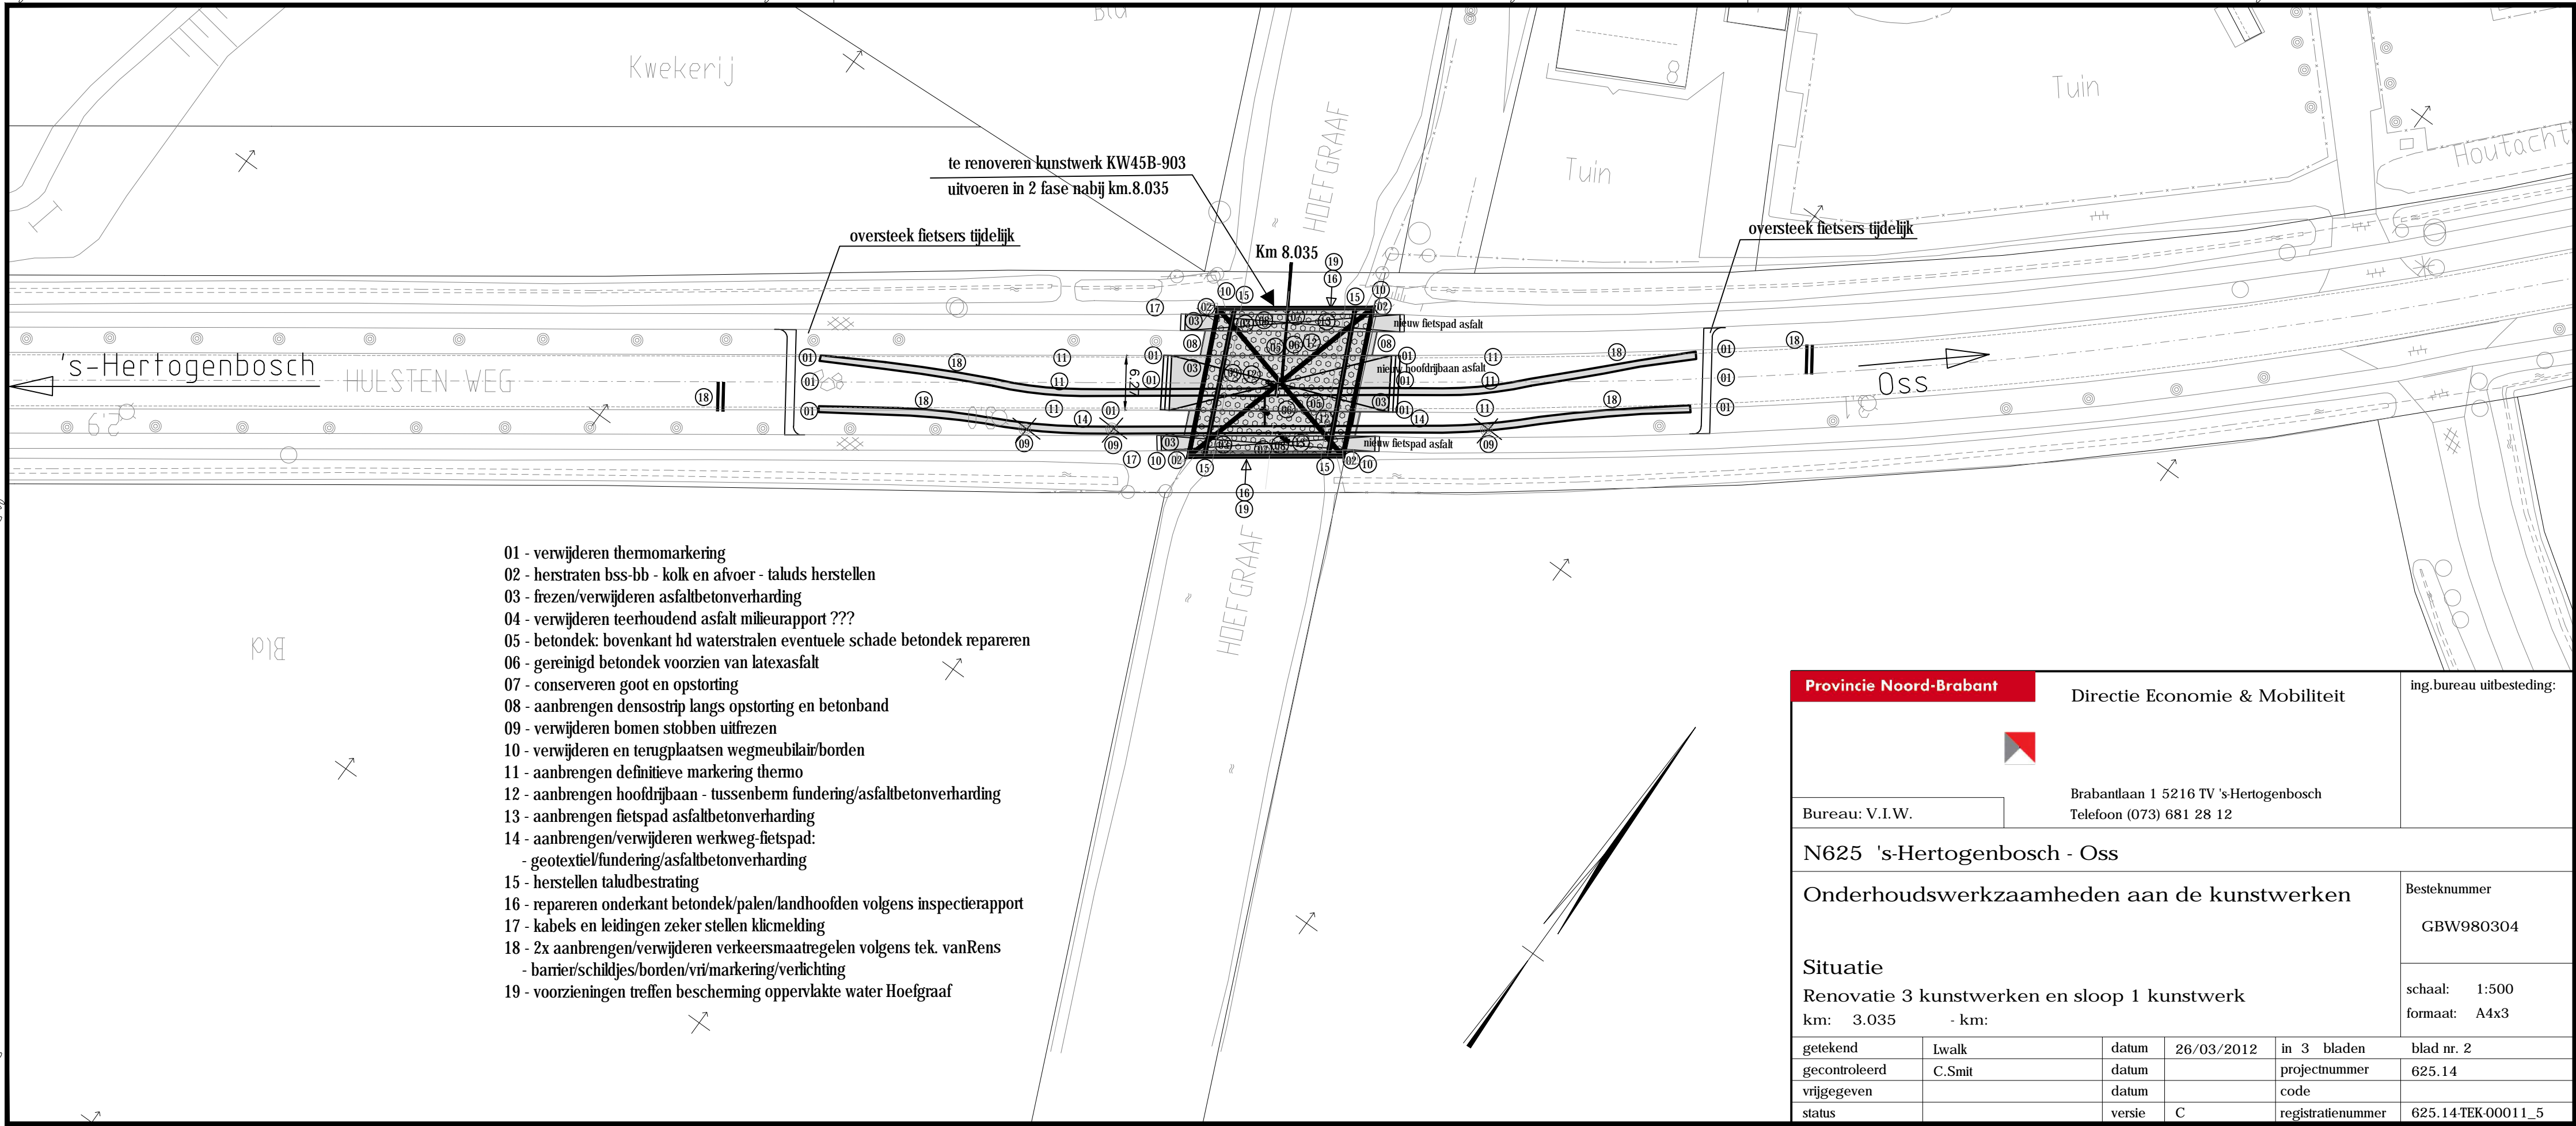 Kwekerij
Tuin
HOEFGRAAF
Houtacht
Tuin
8
te renoveren kunstwerk KW45B-903
uitvoeren in 2 fase nabij km.8.035
oversteek fietsers tijdelijk
Km 8.035
oversteek fietsers tijdelijk
nieuw fietspad asfalt
nieuw hoofdrijbaan asfalt
nieuw fietspad asfalt
6.24
's-Hertogenbosch
HULSTEN-WEG
Oss
HOEFGRAAF
Bld
01 - verwijderen thermomarkering
02 - herstraten bss-bb - kolk en afvoer - taluds herstellen
03 - frezen/verwijderen asfaltbetonverharding
04 - verwijderen teerhoudend asfalt milieurapport ???
05 - betondek: bovenkant hd waterstralen eventuele schade betondek repareren
06 - gereinigd betondek voorzien van latexasfalt
07 - conserveren goot en opstorting
08 - aanbrengen densostrip langs opstorting en betonband
09 - verwijderen bomen stobben uitfrezen
10 - verwijderen en terugplaatsen wegmeubilair/borden
11 - aanbrengen definitieve markering thermo
12 - aanbrengen hoofdrijbaan - tussenberm fundering/asfaltbetonverharding
13 - aanbrengen fietspad asfaltbetonverharding
14 - aanbrengen/verwijderen werkweg-fietspad:
- geotextiel/fundering/asfaltbetonverharding
15 - herstellen taludbestrating
16 - repareren onderkant betondek/palen/landhoofden volgens inspectierapport
17 - kabels en leidingen zeker stellen klicmelding
18 - 2x aanbrengen/verwijderen verkeersmaatregelen volgens tek. vanRens
- barrier/schildjes/borden/vri/markering/verlichting
19 - voorzieningen treffen bescherming oppervlakte water Hoefgraaf
Provincie Noord-Brabant
Directie Economie & Mobiliteit
ing.bureau uitbesteding:
Brabantlaan 1 5216 TV 's-Hertogenbosch
Bureau: V.I.W.
Telefoon (073) 681 28 12
N625 's-Hertogenbosch - Oss
Onderhoudswerkzaamheden aan de kunstwerken
Besteknummer
GBW980304
Situatie
Renovatie 3 kunstwerken en sloop 1 kunstwerk
km: 3.035 - km:
schaal: 1:500
formaat: A4x3
getekend Lwalk datum 26/03/2012 in 3 bladen blad nr. 2
gecontroleerd C.Smit datum projectnummer 625.14
vrijgegeven datum code
status versie C registratienummer 625.14-TEK-00011_5